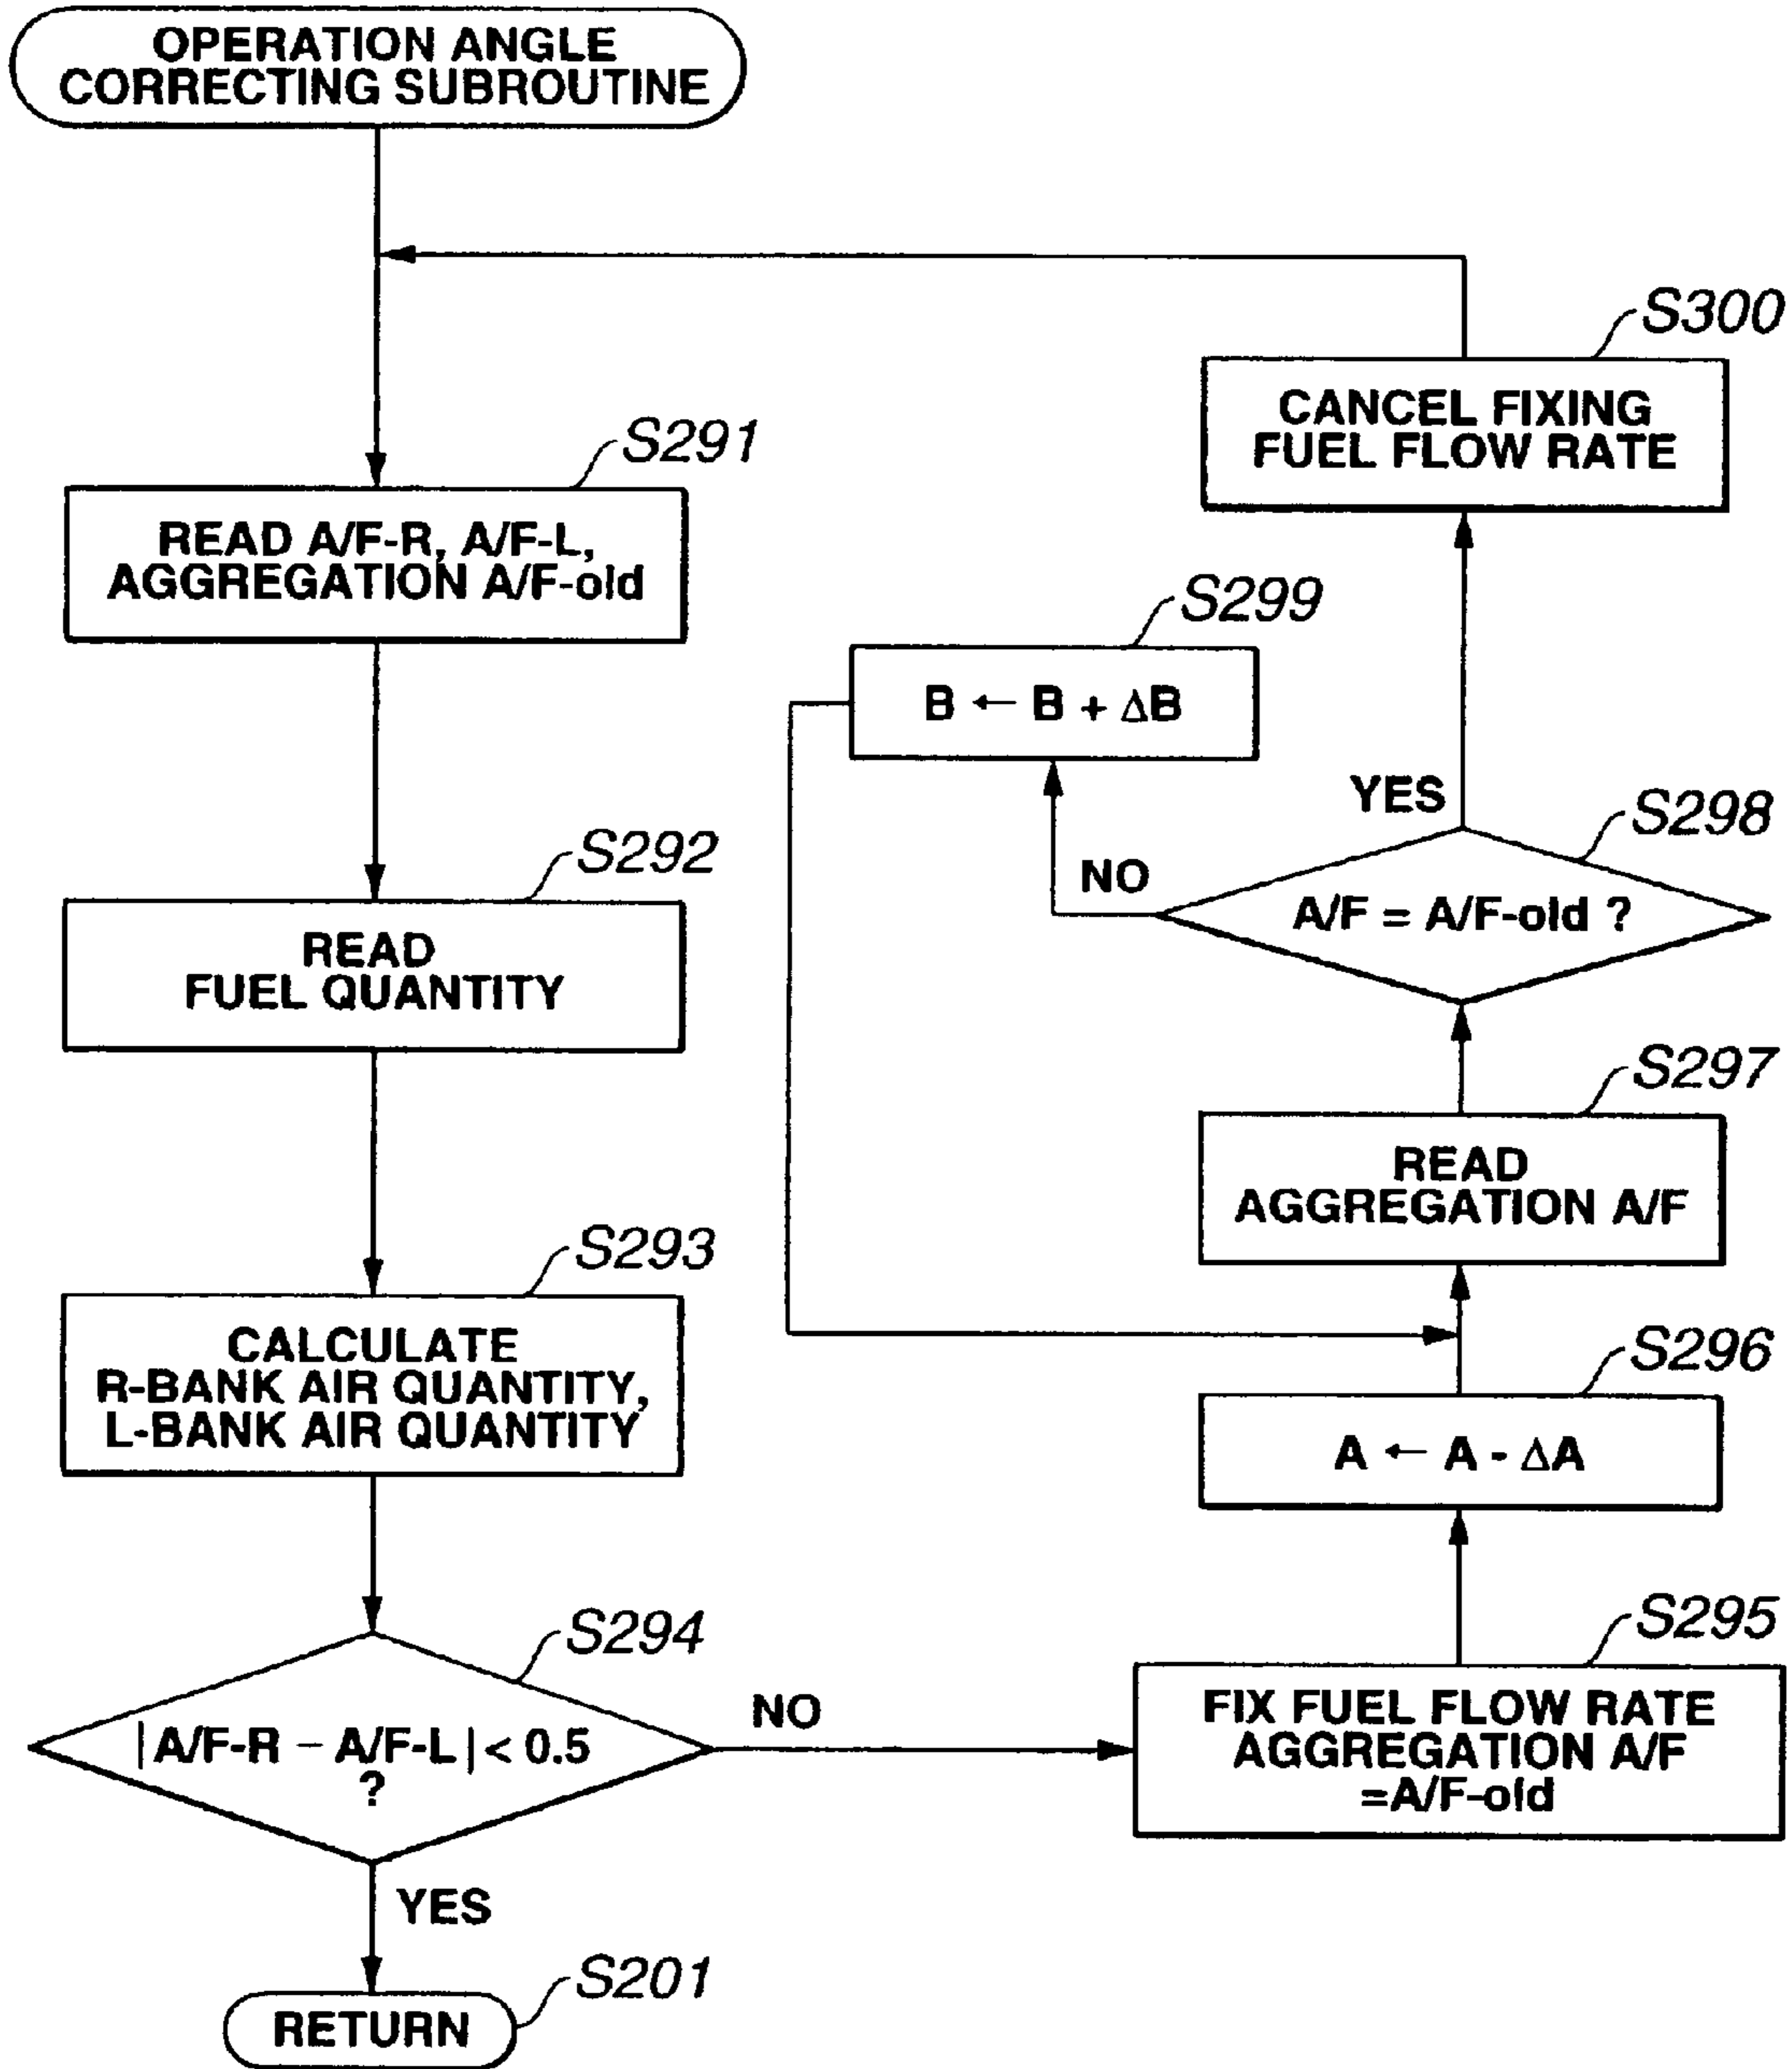 OPERATION ANGLE
CORRECTING SUBROUTINE
S291
READ A/F-R, A/F-L,
AGGREGATION A/F-old
S292
READ
FUEL QUANTITY
S293
CALCULATE
R-BANK AIR QUANTITY,
L-BANK AIR QUANTITY
S294
|A/F-R – A/F-L| < 0.5
?
YES
S201
RETURN
NO
S295
FIX FUEL FLOW RATE
AGGREGATION A/F
=A/F-old
S296
A ← A - ΔA
S297
READ
AGGREGATION A/F
S298
A/F = A/F-old ?
NO
S299
B ← B + ΔB
YES
S300
CANCEL FIXING
FUEL FLOW RATE